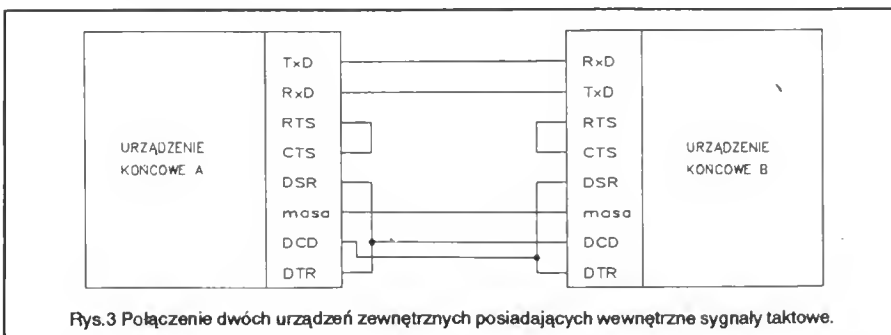 URZĄDZENIE
KOŃCOWE A
TxD
RxD
RTS
CTS
DSR
masa
DCD
DTR
RxD
TxD
RTS
CTS
DSR
masa
DCD
DTR
URZĄDZENIE
KOŃCOWE B
Rys.3 Połączenie dwóch urządzeń zewnętrznych posiadających wewnętrzne sygnały taktowe.